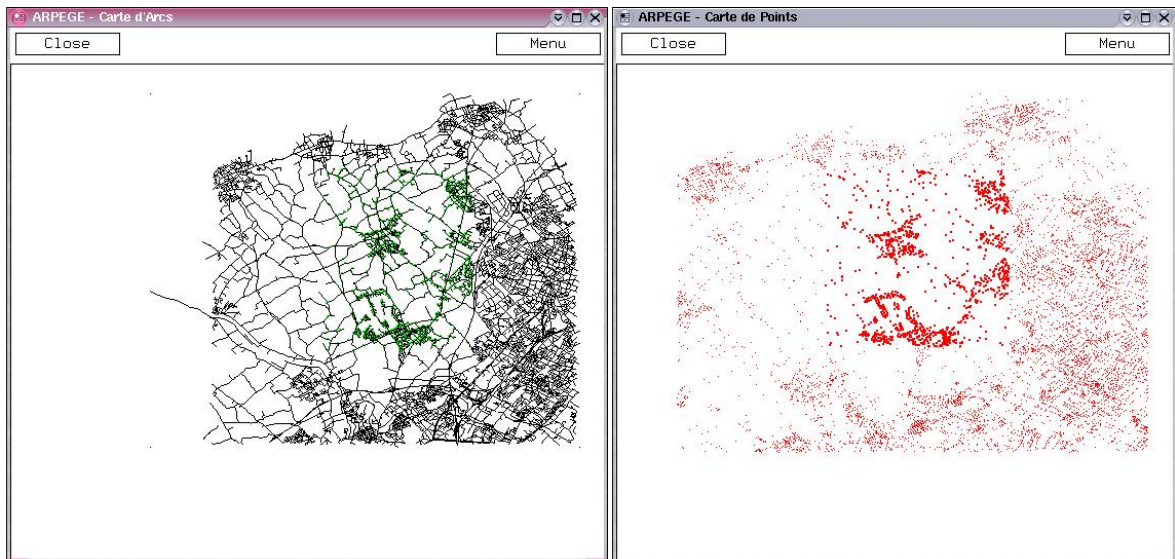 ARPEGE - Carte d'Arcs
Close
Menu
ARPEGE - Carte de Points
Close
Menu